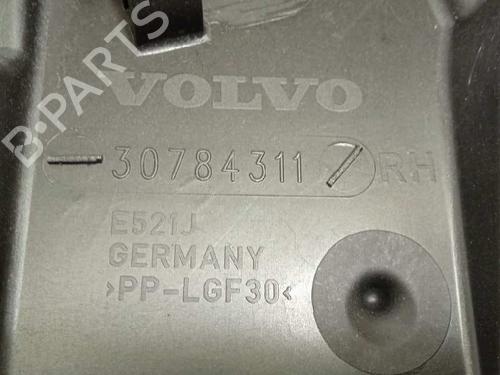 VOLVO
30784311 RH
E521J
GERMANY
>PP-LGF30<
B-PARTS